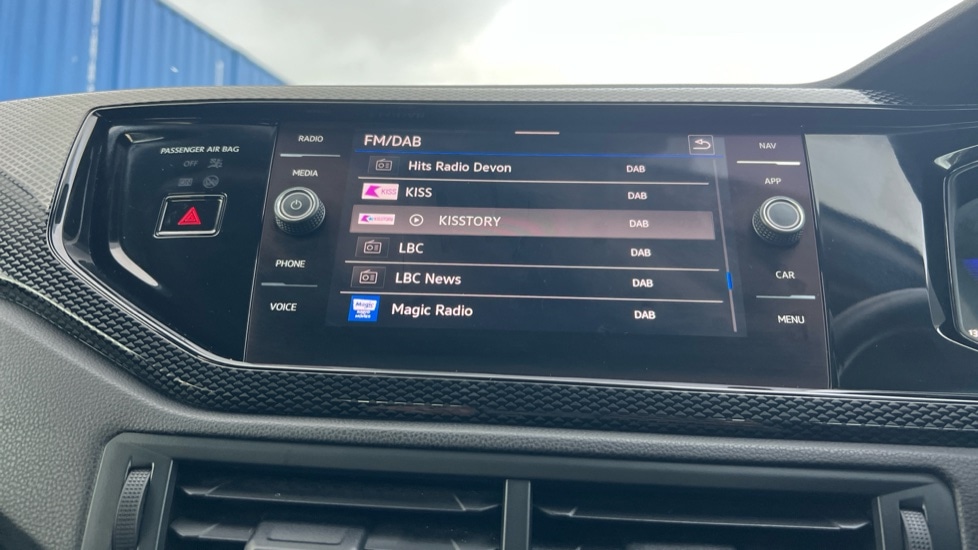 PASSENGER AIR BAG
OFF
RADIO
MEDIA
PHONE
VOICE
FM/DAB
Hits Radio Devon DAB
KISS KISS DAB
KISSTORY DAB
LBC DAB
LBC News DAB
Magic Magic Radio DAB
NAV
APP
CAR
MENU